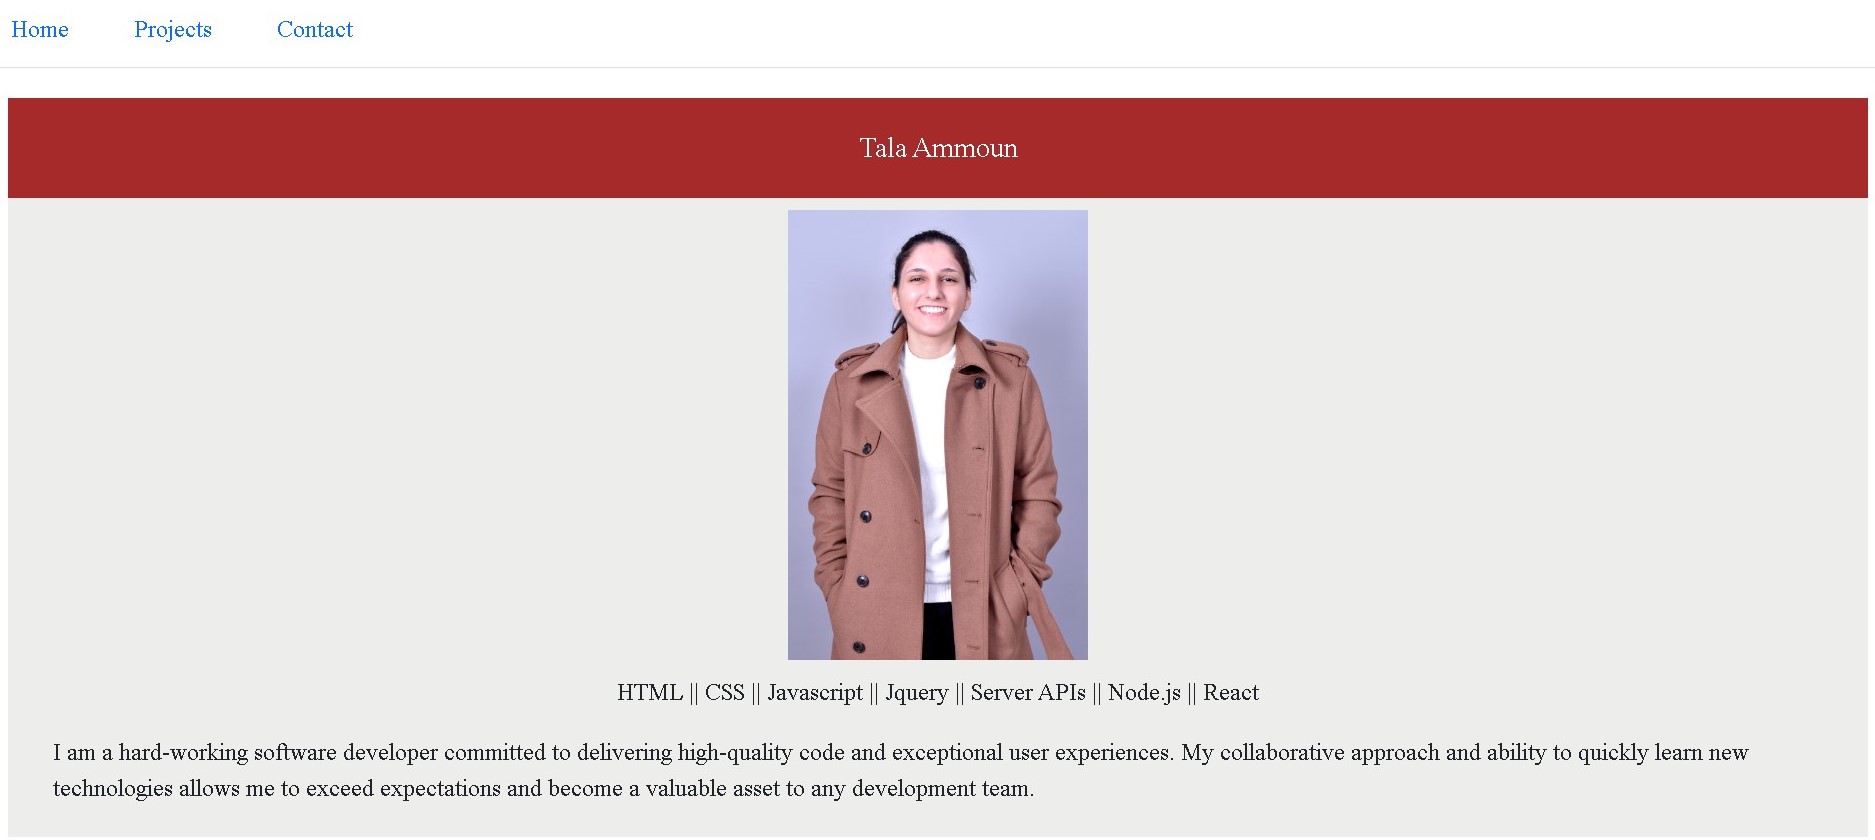 Home Projects Contact
Tala Ammoun
HTML || CSS || Javascript || Jquery || Server APIs || Node.js || React
I am a hard-working software developer committed to delivering high-quality code and exceptional user experiences. My collaborative approach and ability to quickly learn new
technologies allows me to exceed expectations and become a valuable asset to any development team.